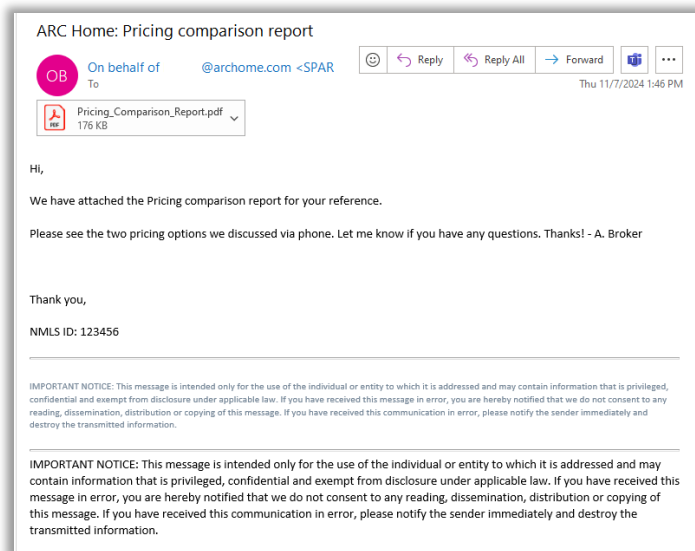 ARC Home: Pricing comparison report
OB
On behalf of @archome.com <SPAR
To
Reply
Reply All
Forward
Thu 11/7/2024 1:46 PM
PDF
Pricing_Comparison_Report.pdf
176 KB
Hi,
We have attached the Pricing comparison report for your reference.
Please see the two pricing options we discussed via phone. Let me know if you have any questions. Thanks! - A. Broker
Thank you,
NMLS ID: 123456
IMPORTANT NOTICE: This message is intended only for the use of the individual or entity to which it is addressed and may contain information that is privileged,
confidential and exempt from disclosure under applicable law. If you have received this message in error, you are hereby notified that we do not consent to any
reading, dissemination, distribution or copying of this message. If you have received this communication in error, please notify the sender immediately and
destroy the transmitted information.
IMPORTANT NOTICE: This message is intended only for the use of the individual or entity to which it is addressed and may
contain information that is privileged, confidential and exempt from disclosure under applicable law. If you have received this
message in error, you are hereby notified that we do not consent to any reading, dissemination, distribution or copying of
this message. If you have received this communication in error, please notify the sender immediately and destroy the
transmitted information.